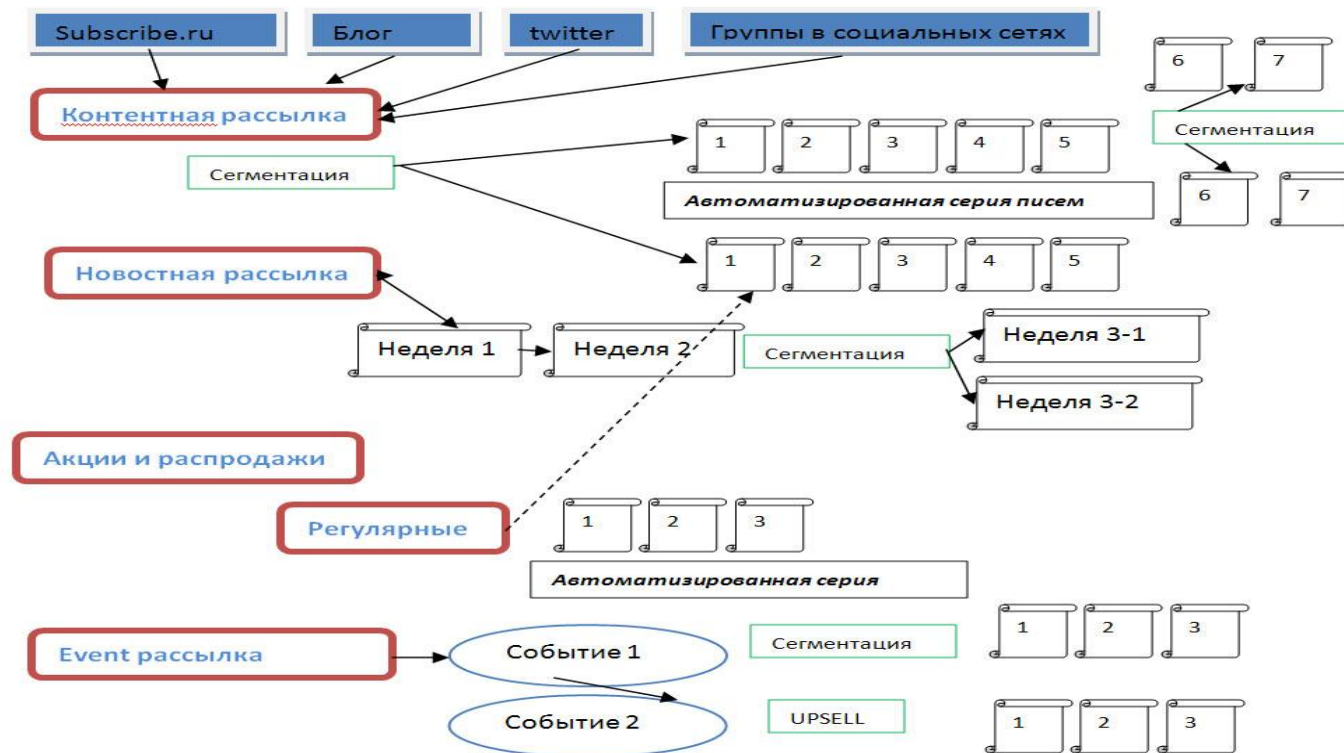 Subscribe.ru
Блог
twitter
Группы в социальных сетях
6
7
Контентная рассылка
Сегментация
1
2
3
4
5
Сегментация
Автоматизированная серия писем
6
7
Новостная рассылка
1
2
3
4
5
Неделя 1
Неделя 2
Сегментация
Неделя 3-1
Неделя 3-2
Акции и распродажи
Регулярные
1
2
3
Автоматизированная серия
Event рассылка
Событие 1
Сегментация
1
2
3
Событие 2
UPSELL
1
2
3